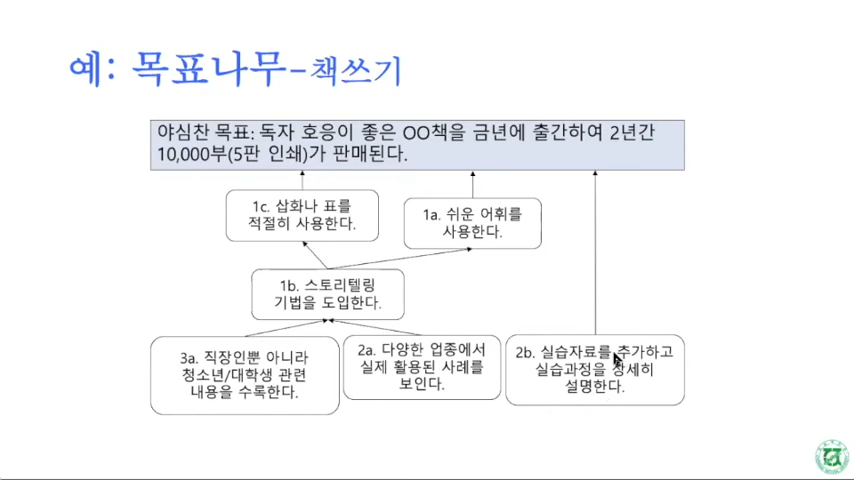 예: 목표나무-책쓰기
야심찬 목표: 독자 호응이 좋은 OO책을 금년에 출간하여 2년간
10,000부(5판 인쇄)가 판매된다.
1c. 삽화나 표를
적절히 사용한다.
1a. 쉬운 어휘를
사용한다.
1b. 스토리텔링
기법을 도입한다.
3a. 직장인뿐 아니라
청소년/대학생 관련
내용을 수록한다.
2a. 다양한 업종에서
실제 활용된 사례를
보인다.
2b. 실습자료를 추가하고
실습과정을 상세히
설명한다.